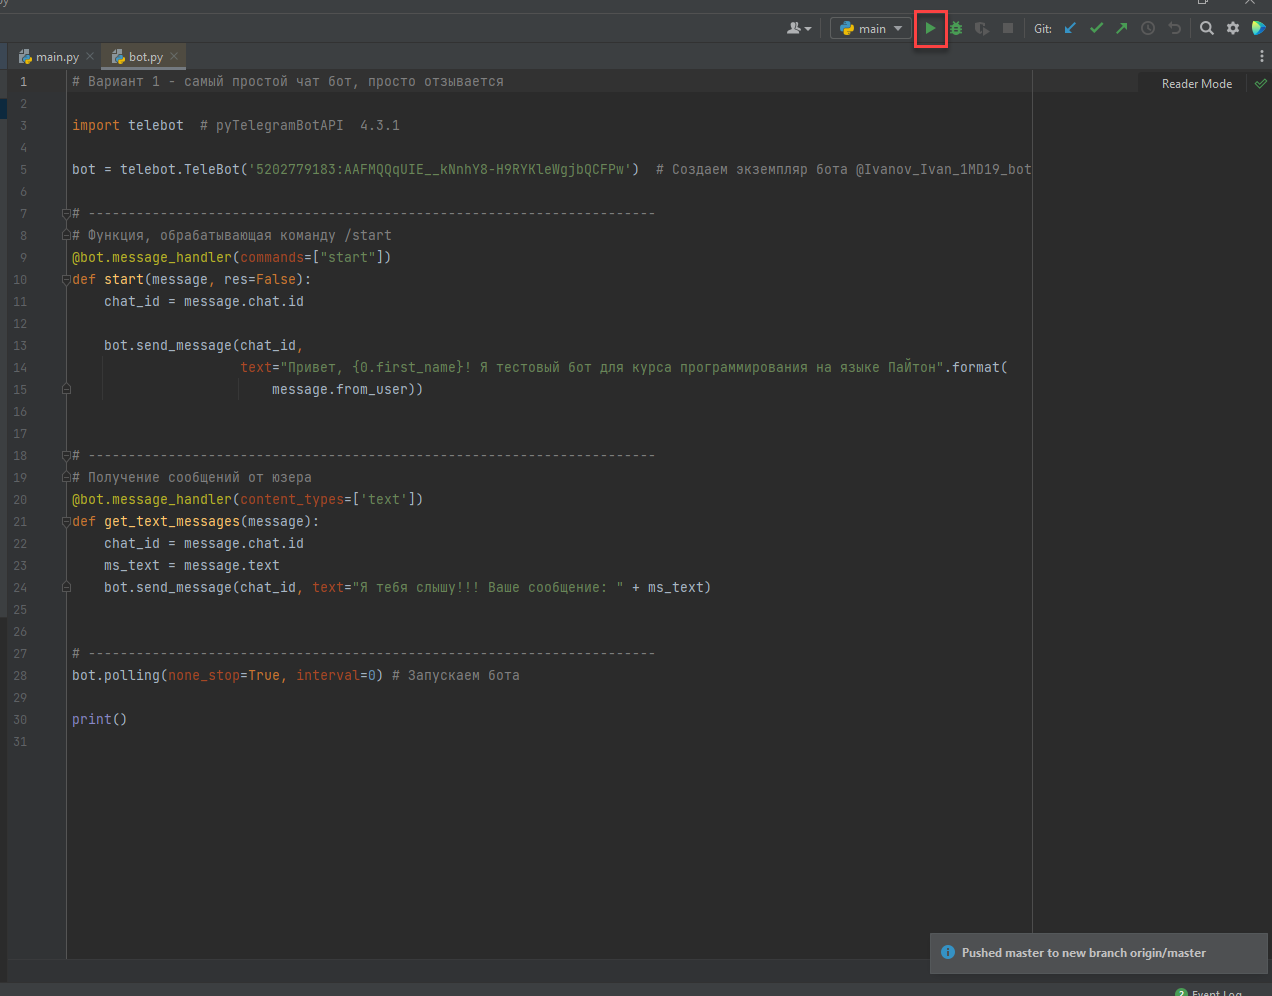 main
Git:
main.py
bot.py
Reader Mode
1 # Вариант 1 - самый простой чат бот, просто отзывается
2
3 import telebot # pyTelegramBotAPI 4.3.1
4
5 bot = telebot.TeleBot('5202779183:AAFMQQqUIE__kNnhY8-H9RYKleWgjbQCFPw') # Создаем экземпляр бота @Ivanov_Ivan_1MD19_bot
6
7 # -----------------------------------------------------------------------
8 # Функция, обрабатывающая команду /start
9 @bot.message_handler(commands=["start"])
10 def start(message, res=False):
11 chat_id = message.chat.id
12
13 bot.send_message(chat_id,
14 text="Привет, {0.first_name}! Я тестовый бот для курса программирования на языке ПаЙтон".format(
15 message.from_user))
16
17
18 # -----------------------------------------------------------------------
19 # Получение сообщений от юзера
20 @bot.message_handler(content_types=['text'])
21 def get_text_messages(message):
22 chat_id = message.chat.id
23 ms_text = message.text
24 bot.send_message(chat_id, text="Я тебя слышу!!! Ваше сообщение: " + ms_text)
25
26
27 # -----------------------------------------------------------------------
28 bot.polling(none_stop=True, interval=0) # Запускаем бота
29
30 print()
31
Pushed master to new branch origin/master
2 Event Log